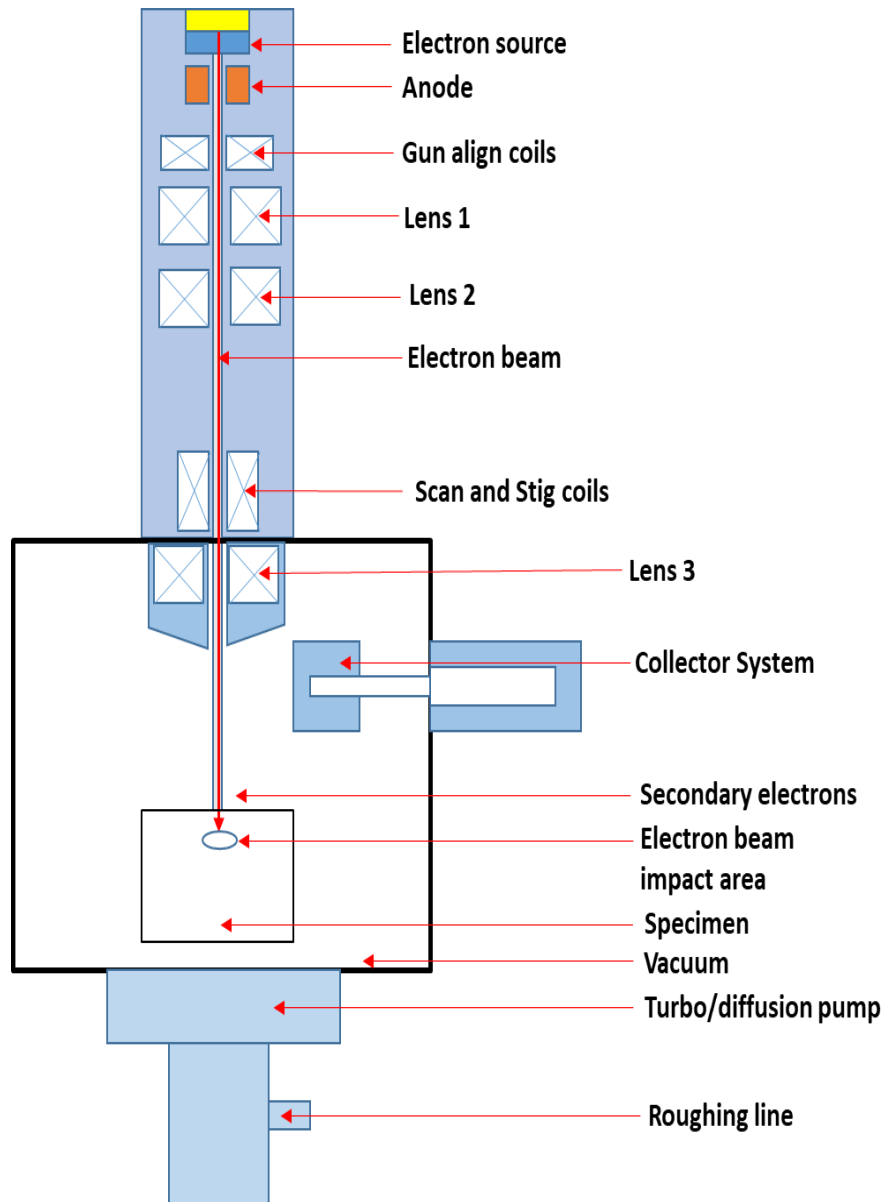 Electron source
Anode
Gun align coils
Lens 1
Lens 2
Electron beam
Scan and Stig coils
Lens 3
Collector System
Secondary electrons
Electron beam
impact area
Specimen
Vacuum
Turbo/diffusion pump
Roughing line